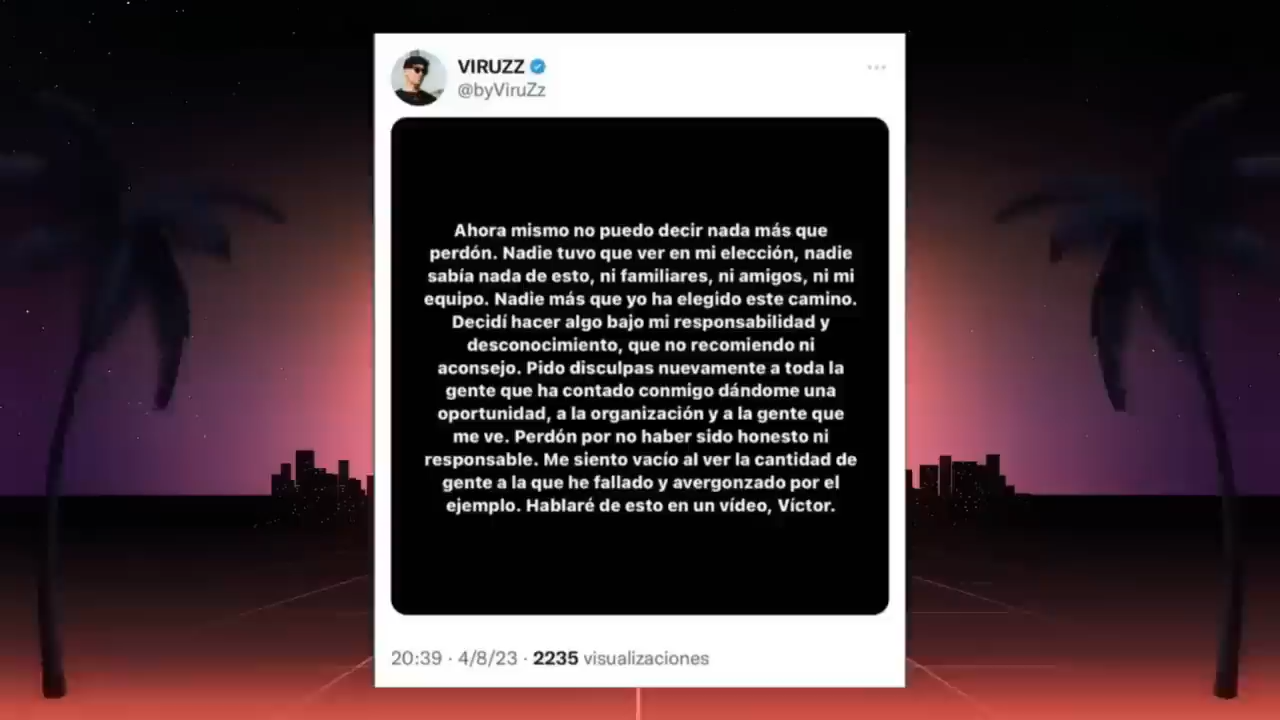 VIRUZZ
@byViruZz
Ahora mismo no puedo decir nada más que
perdón. Nadie tuvo que ver en mi elección, nadie
sabía nada de esto, ni familiares, ni amigos, ni mi
equipo. Nadie más que yo ha elegido este camino.
Decidí hacer algo bajo mi responsabilidad y
desconocimiento, que no recomiendo ni
aconsejo. Pido disculpas nuevamente a toda la
gente que ha contado conmigo dándome una
oportunidad, a la organización y a la gente que
me ve. Perdón por no haber sido honesto ni
responsable. Me siento vacío al ver la cantidad de
gente a la que he fallado y avergonzado por el
ejemplo. Hablaré de esto en un vídeo, Víctor.
20:39 · 4/8/23 · 2235 visualizaciones